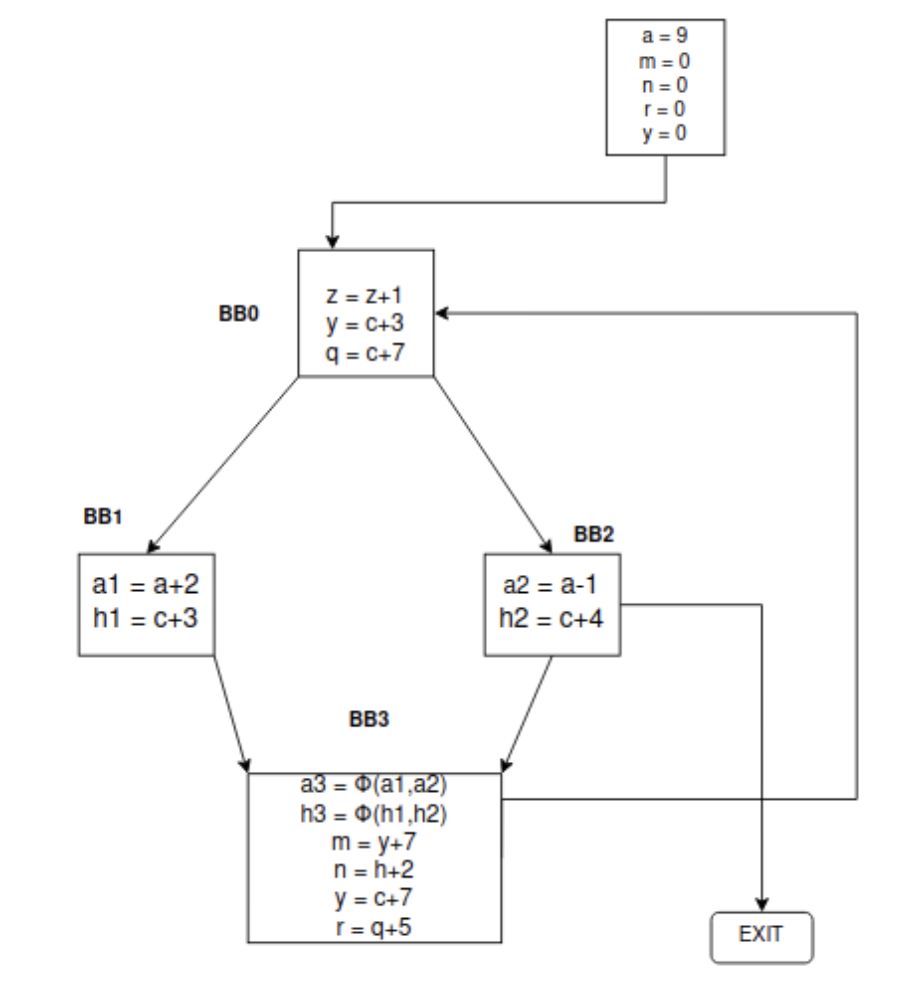 a = 9
m = 0
n = 0
r = 0
y = 0
BB0
z = z+1
y = c+3
q = c+7
BB1
a1 = a+2
h1 = c+3
BB2
a2 = a-1
h2 = c+4
BB3
a3 = Φ(a1,a2)
h3 = Φ(h1,h2)
m = y+7
n = h+2
y = c+7
r = q+5
EXIT